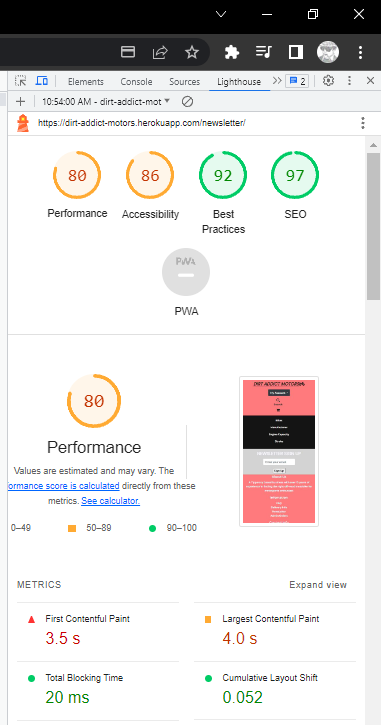 Elements
Console
Sources
Network
Lighthouse
2
10:54:00 AM - dirt-addict-mot
https://dirt-addict-motors.herokuapp.com/newsletter/
80
86
92
97
Performance
Accessibility
Best
Practices
SEO
PWA
PWA
80
Performance
Values are estimated and may vary. The
ormance score is calculated directly from these
metrics. See calculator.
0–49
50–89
90–100
DIRT ADDICT MOTORS
METRICS
Expand view
First Contentful Paint
3.5 s
Largest Contentful Paint
4.0 s
Total Blocking Time
20 ms
Cumulative Layout Shift
0.052